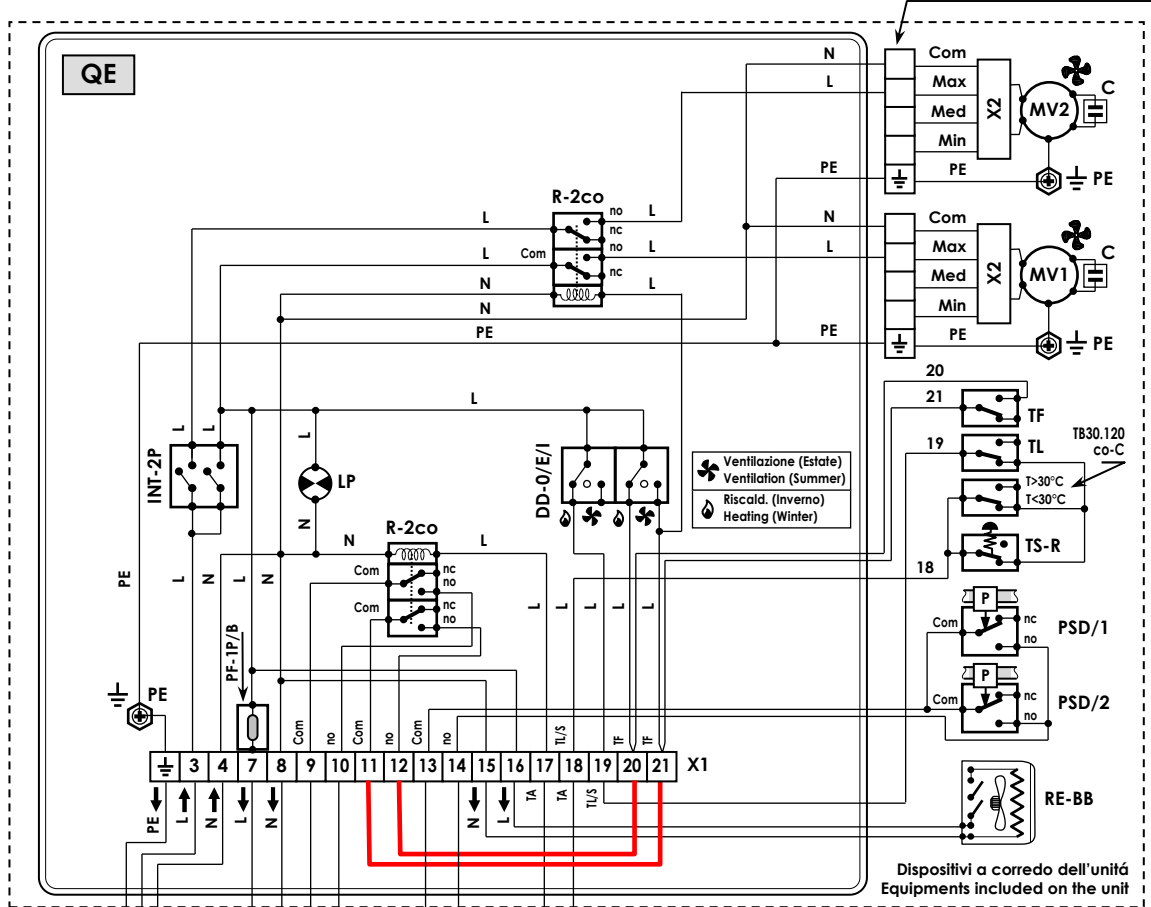 QE
N
Com
L
Max
Med
Min
X2
MV2
C
PE
PE
PE
R-2co
no
L
nc
L
no
L
Com
L
nc
N
L
N
PE
PE
N
Com
L
Max
Med
Min
X2
MV1
C
PE
PE
20
21
TF
19
TL
TB30.120
co-C
T>30°C
T<30°C
TS-R
18
L
L
L
L
INT-2P
LP
N
DD-0/E/I
Ventilazione (Estate)
Ventilation (Summer)
Riscald. (Inverno)
Heating (Winter)
R-2co
N
L
Com
nc
no
Com
nc
no
PE
L
N
L
N
L
L
L
L
L
P
Com
nc
no
PSD/1
P
Com
nc
no
PSD/2
PF-1P/B
PE
Com
no
Com
no
Com
no
TL/S
TF
TF
3
4
7
8
9
10
11
12
13
14
15
16
17
18
19
20
21
X1
PE
L
N
L
N
N
L
TA
TA
TL/S
RE-BB
Dispositivi a corredo dell'unitá
Equipments included on the unit